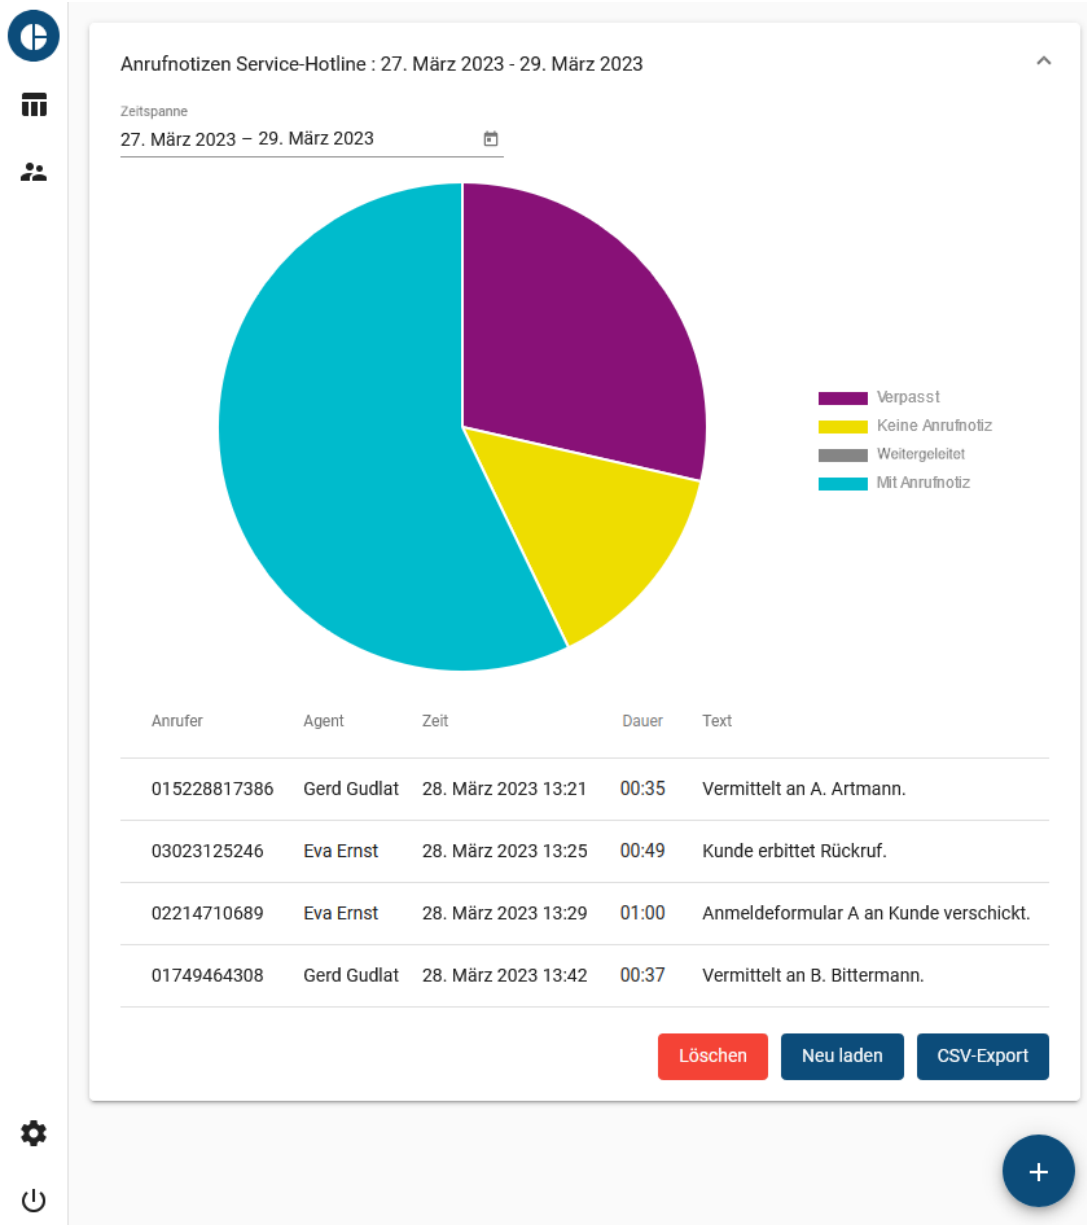 Anrufnotizen Service-Hotline : 27. März 2023 - 29. März 2023
Zeitspanne
27. März 2023 – 29. März 2023
Verpasst
Keine Anrufnotiz
Weitergeleitet
Mit Anrufnotiz
Anrufer Agent Zeit Dauer Text
015228817386 Gerd Gudlat 28. März 2023 13:21 00:35 Vermittelt an A. Artmann.
03023125246 Eva Ernst 28. März 2023 13:25 00:49 Kunde erbittet Rückruf.
02214710689 Eva Ernst 28. März 2023 13:29 01:00 Anmeldeformular A an Kunde verschickt.
01749464308 Gerd Gudlat 28. März 2023 13:42 00:37 Vermittelt an B. Bittermann.
Löschen Neu laden CSV-Export